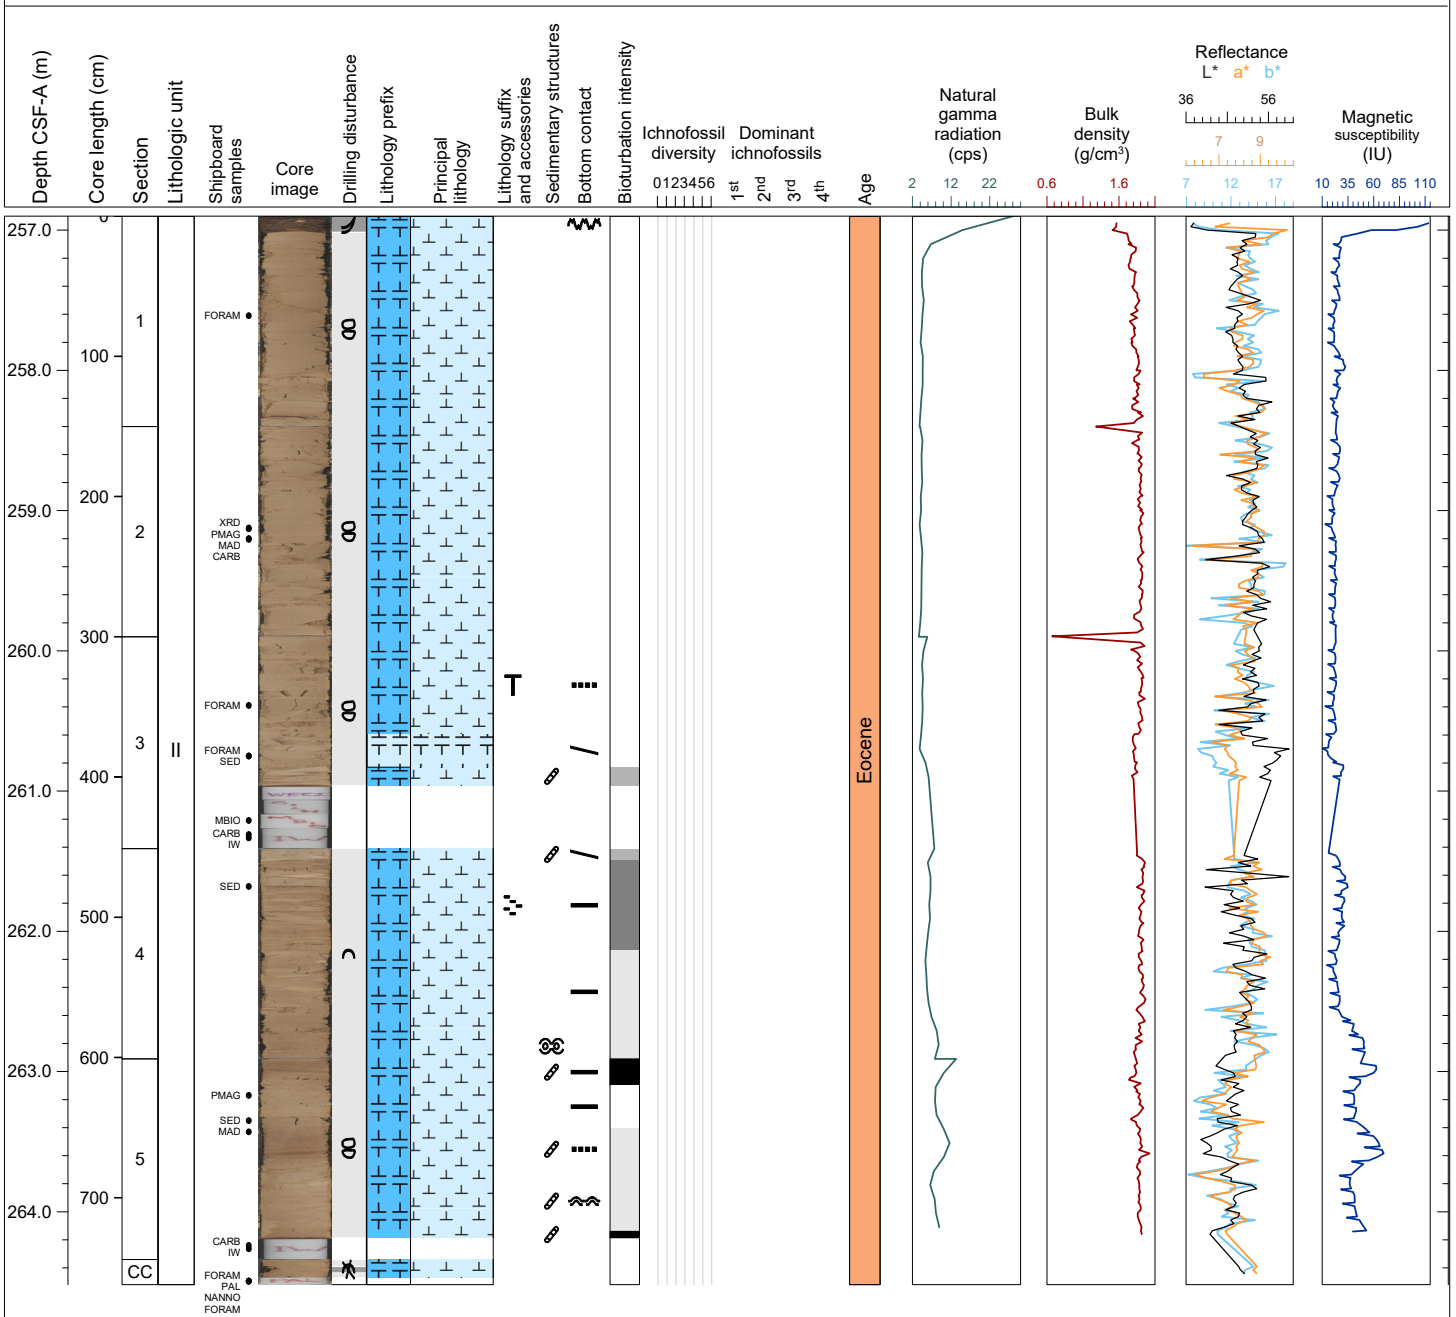 Depth CSF-A (m)
Core length (cm)
Section
Lithologic unit
Shipboard
samples
Core
image
Drilling disturbance
Lithology prefix
Principal
lithology
Lithology suffix
and accessories
Sedimentary structures
Bottom contact
Bioturbation intensity
Ichnofossil
diversity
0123456
Dominant
ichnofossils
1st
2nd
3rd
4th
Age
Natural
gamma
radiation
(cps)
2 12 22
Bulk
density
(g/cm³)
0.6 1.6
Reflectance
L* a* b*
36 56
7 9
7 12 17
Magnetic
susceptibility
(IU)
10 35 60 85 110
0
257.0
FORAM
1
100
258.0
200
259.0
XRD
PMAG
MAD
CARB
2
300
260.0
FORAM
3
II
FORAM
SED
400
261.0
MBIO
CARB
IW
SED
500
262.0
4
600
263.0
PMAG
SED
MAD
5
700
264.0
CARB
IW
CC
FORAM
PAL
NANNO
FORAM
Eocene